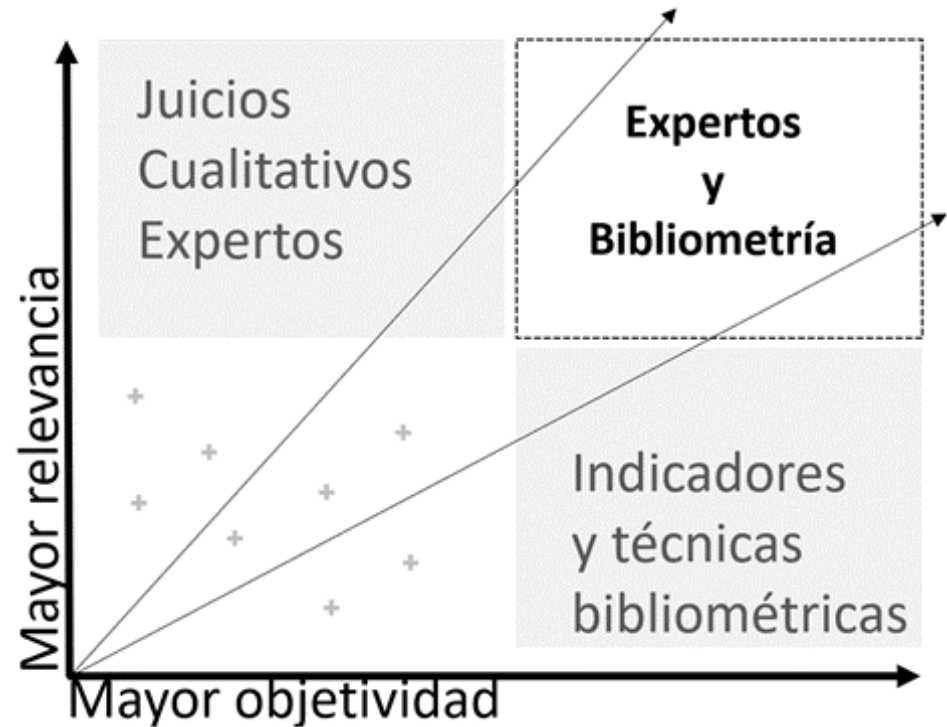 Juicios
Cualitativos
Expertos
Expertos
y
Bibliometría
Mayor relevancia
Indicadores
y técnicas
bibliométricas
Mayor objetividad